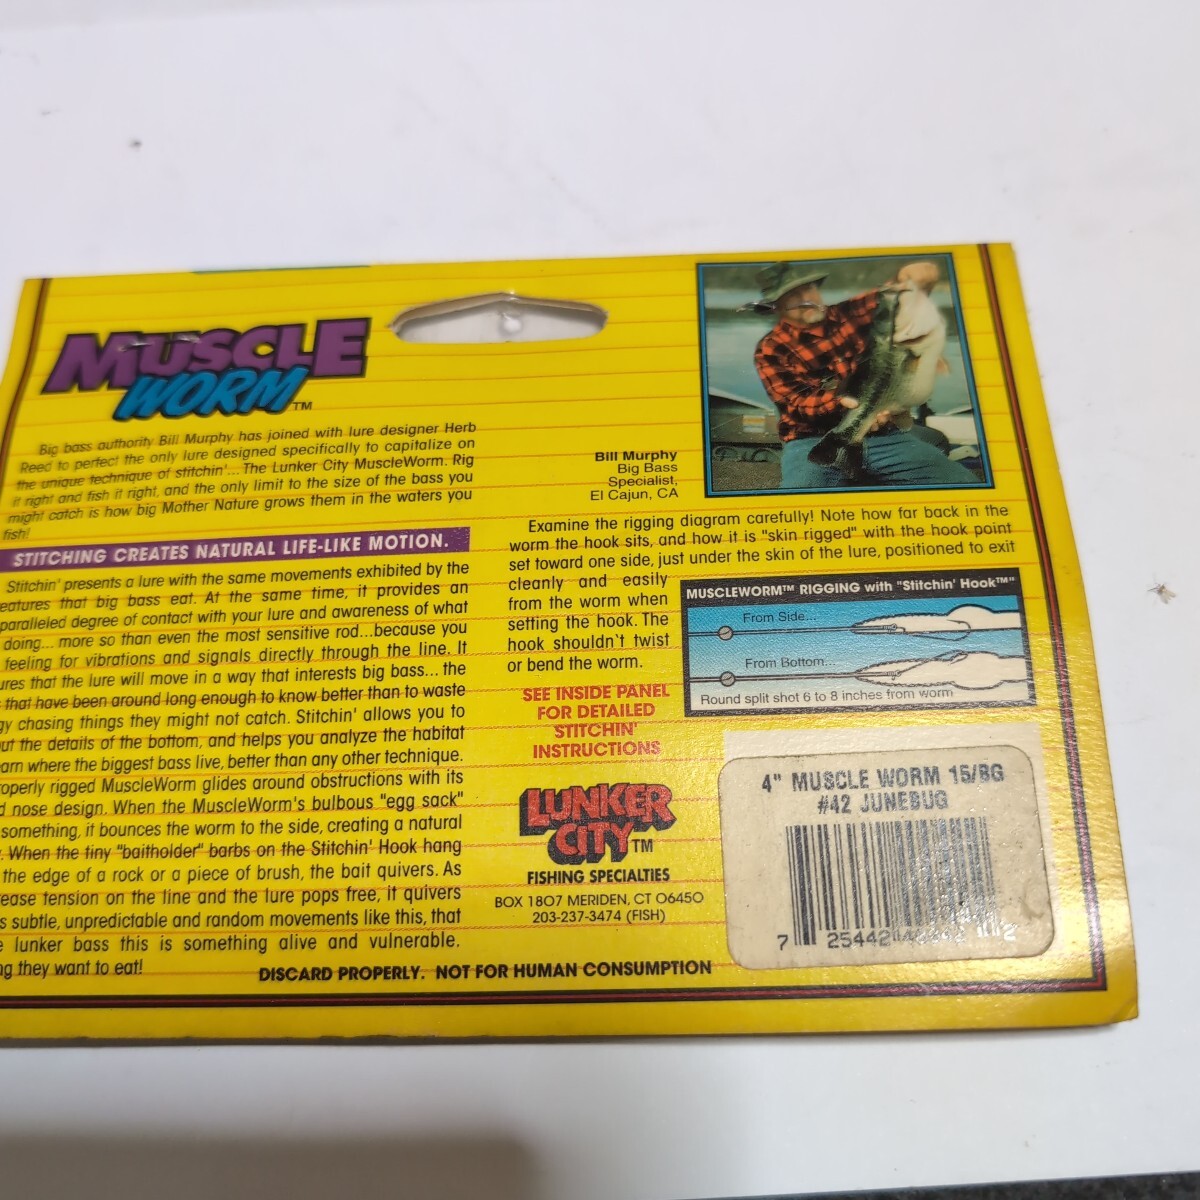 MUSCLE
WORM™
Big bass authority Bill Murphy has joined with lure designer Herb
Reed to perfect the only lure designed specifically to capitalize on
the unique technique of stitchin'... The Lunker City MuscleWorm. Rig
it right and fish it right, and the only limit to the size of the bass you
might catch is how big Mother Nature grows them in the waters you
fish!
STITCHING CREATES NATURAL LIFE-LIKE MOTION.
Stitchin' presents a lure with the same movements exhibited by the
eatures that big bass eat. At the same time, it provides an
paralleled degree of contact with your lure and awareness of what
doing... more so than even the most sensitive rod...because you
feeling for vibrations and signals directly through the line. It
ures that the lure will move in a way that interests big bass... the
that have been around long enough to know better than to waste
gy chasing things they might not catch. Stitchin' allows you to
ut the details of the bottom, and helps you analyze the habitat
earn where the biggest bass live, better than any other technique.
operly rigged MuscleWorm glides around obstructions with its
d nose design. When the MuscleWorm's bulbous "egg sack"
something, it bounces the worm to the side, creating a natural
. When the tiny "baitholder" barbs on the Stitchin' Hook hang
the edge of a rock or a piece of brush, the bait quivers. As
ease tension on the line and the lure pops free, it quivers
s subtle, unpredictable and random movements like this, that
e lunker bass this is something alive and vulnerable.
ng they want to eat!
Bill Murphy
Big Bass
Specialist,
El Cajun, CA
Examine the rigging diagram carefully! Note how far back in the
worm the hook sits, and how it is "skin rigged" with the hook point
set toward one side, just under the skin of the lure, positioned to exit
cleanly and easily
from the worm when
setting the hook. The
hook shouldn't twist
or bend the worm.
MUSCLEWORM™ RIGGING with "Stitchin' Hook™"
From Side...
From Bottom...
Round split shot 6 to 8 inches from worm
SEE INSIDE PANEL
FOR DETAILED
STITCHIN'
INSTRUCTIONS
LUNKER
CITY™
FISHING SPECIALTIES
BOX 1807 MERIDEN, CT 06450
203-237-3474 (FISH)
4" MUSCLE WORM 15/BG
#42 JUNEBUG
7 25442 2
DISCARD PROPERLY. NOT FOR HUMAN CONSUMPTION